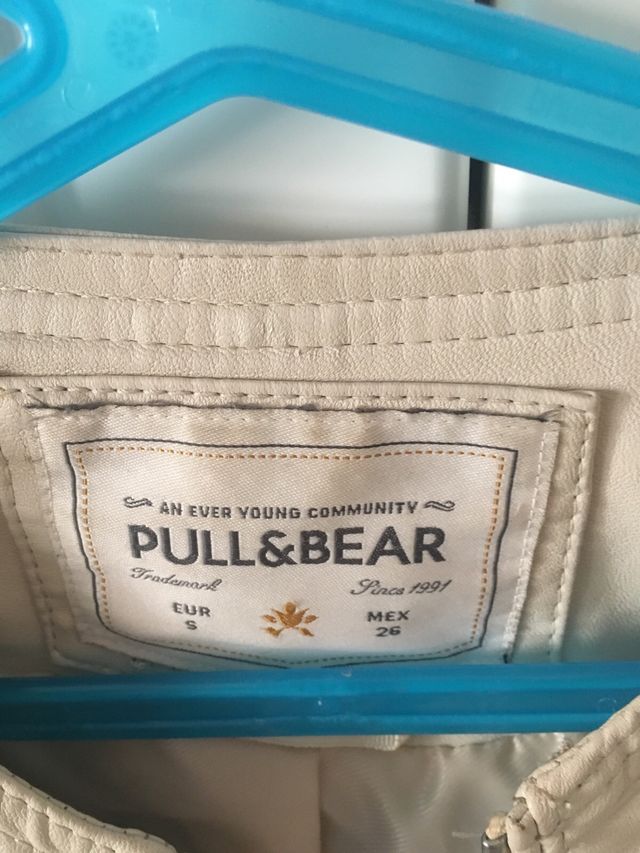 AN EVER YOUNG COMMUNITY
PULL&BEAR
Trademark Since 1991
EUR MEX
S 26